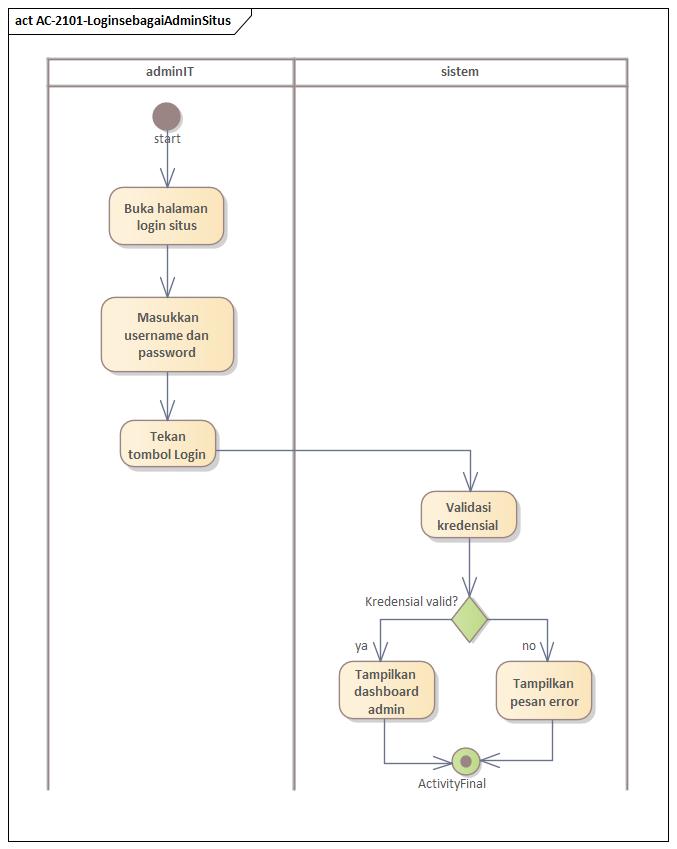 act AC-2101-LoginsebagaiAdminSitus
adminIT
sistem
start
Buka halaman
login situs
Masukkan
username dan
password
Tekan
tombol Login
Validasi
kredensial
Kredensial valid?
ya
no
Tampilkan
dashboard
admin
Tampilkan
pesan error
ActivityFinal